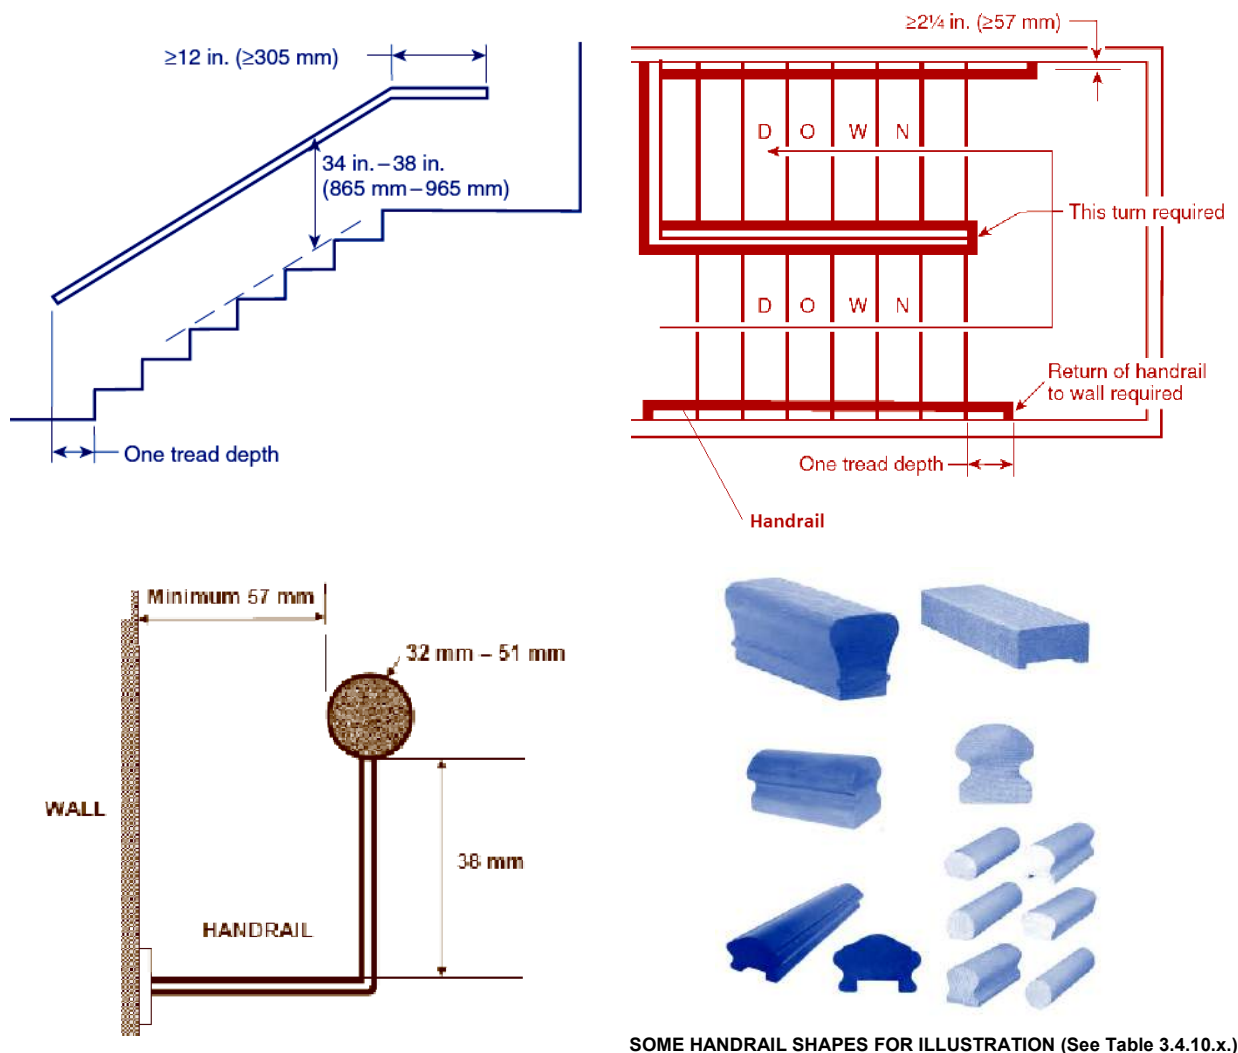 ≥12 in. (≥305 mm)
34 in. – 38 in.
(865 mm – 965 mm)
One tread depth
≥2¼ in. (≥57 mm)
D O W N
This turn required
D O W N
Return of handrail
to wall required
One tread depth
Handrail
Minimum 57 mm
32 mm – 51 mm
WALL
38 mm
HANDRAIL
SOME HANDRAIL SHAPES FOR ILLUSTRATION (See Table 3.4.10.x.)